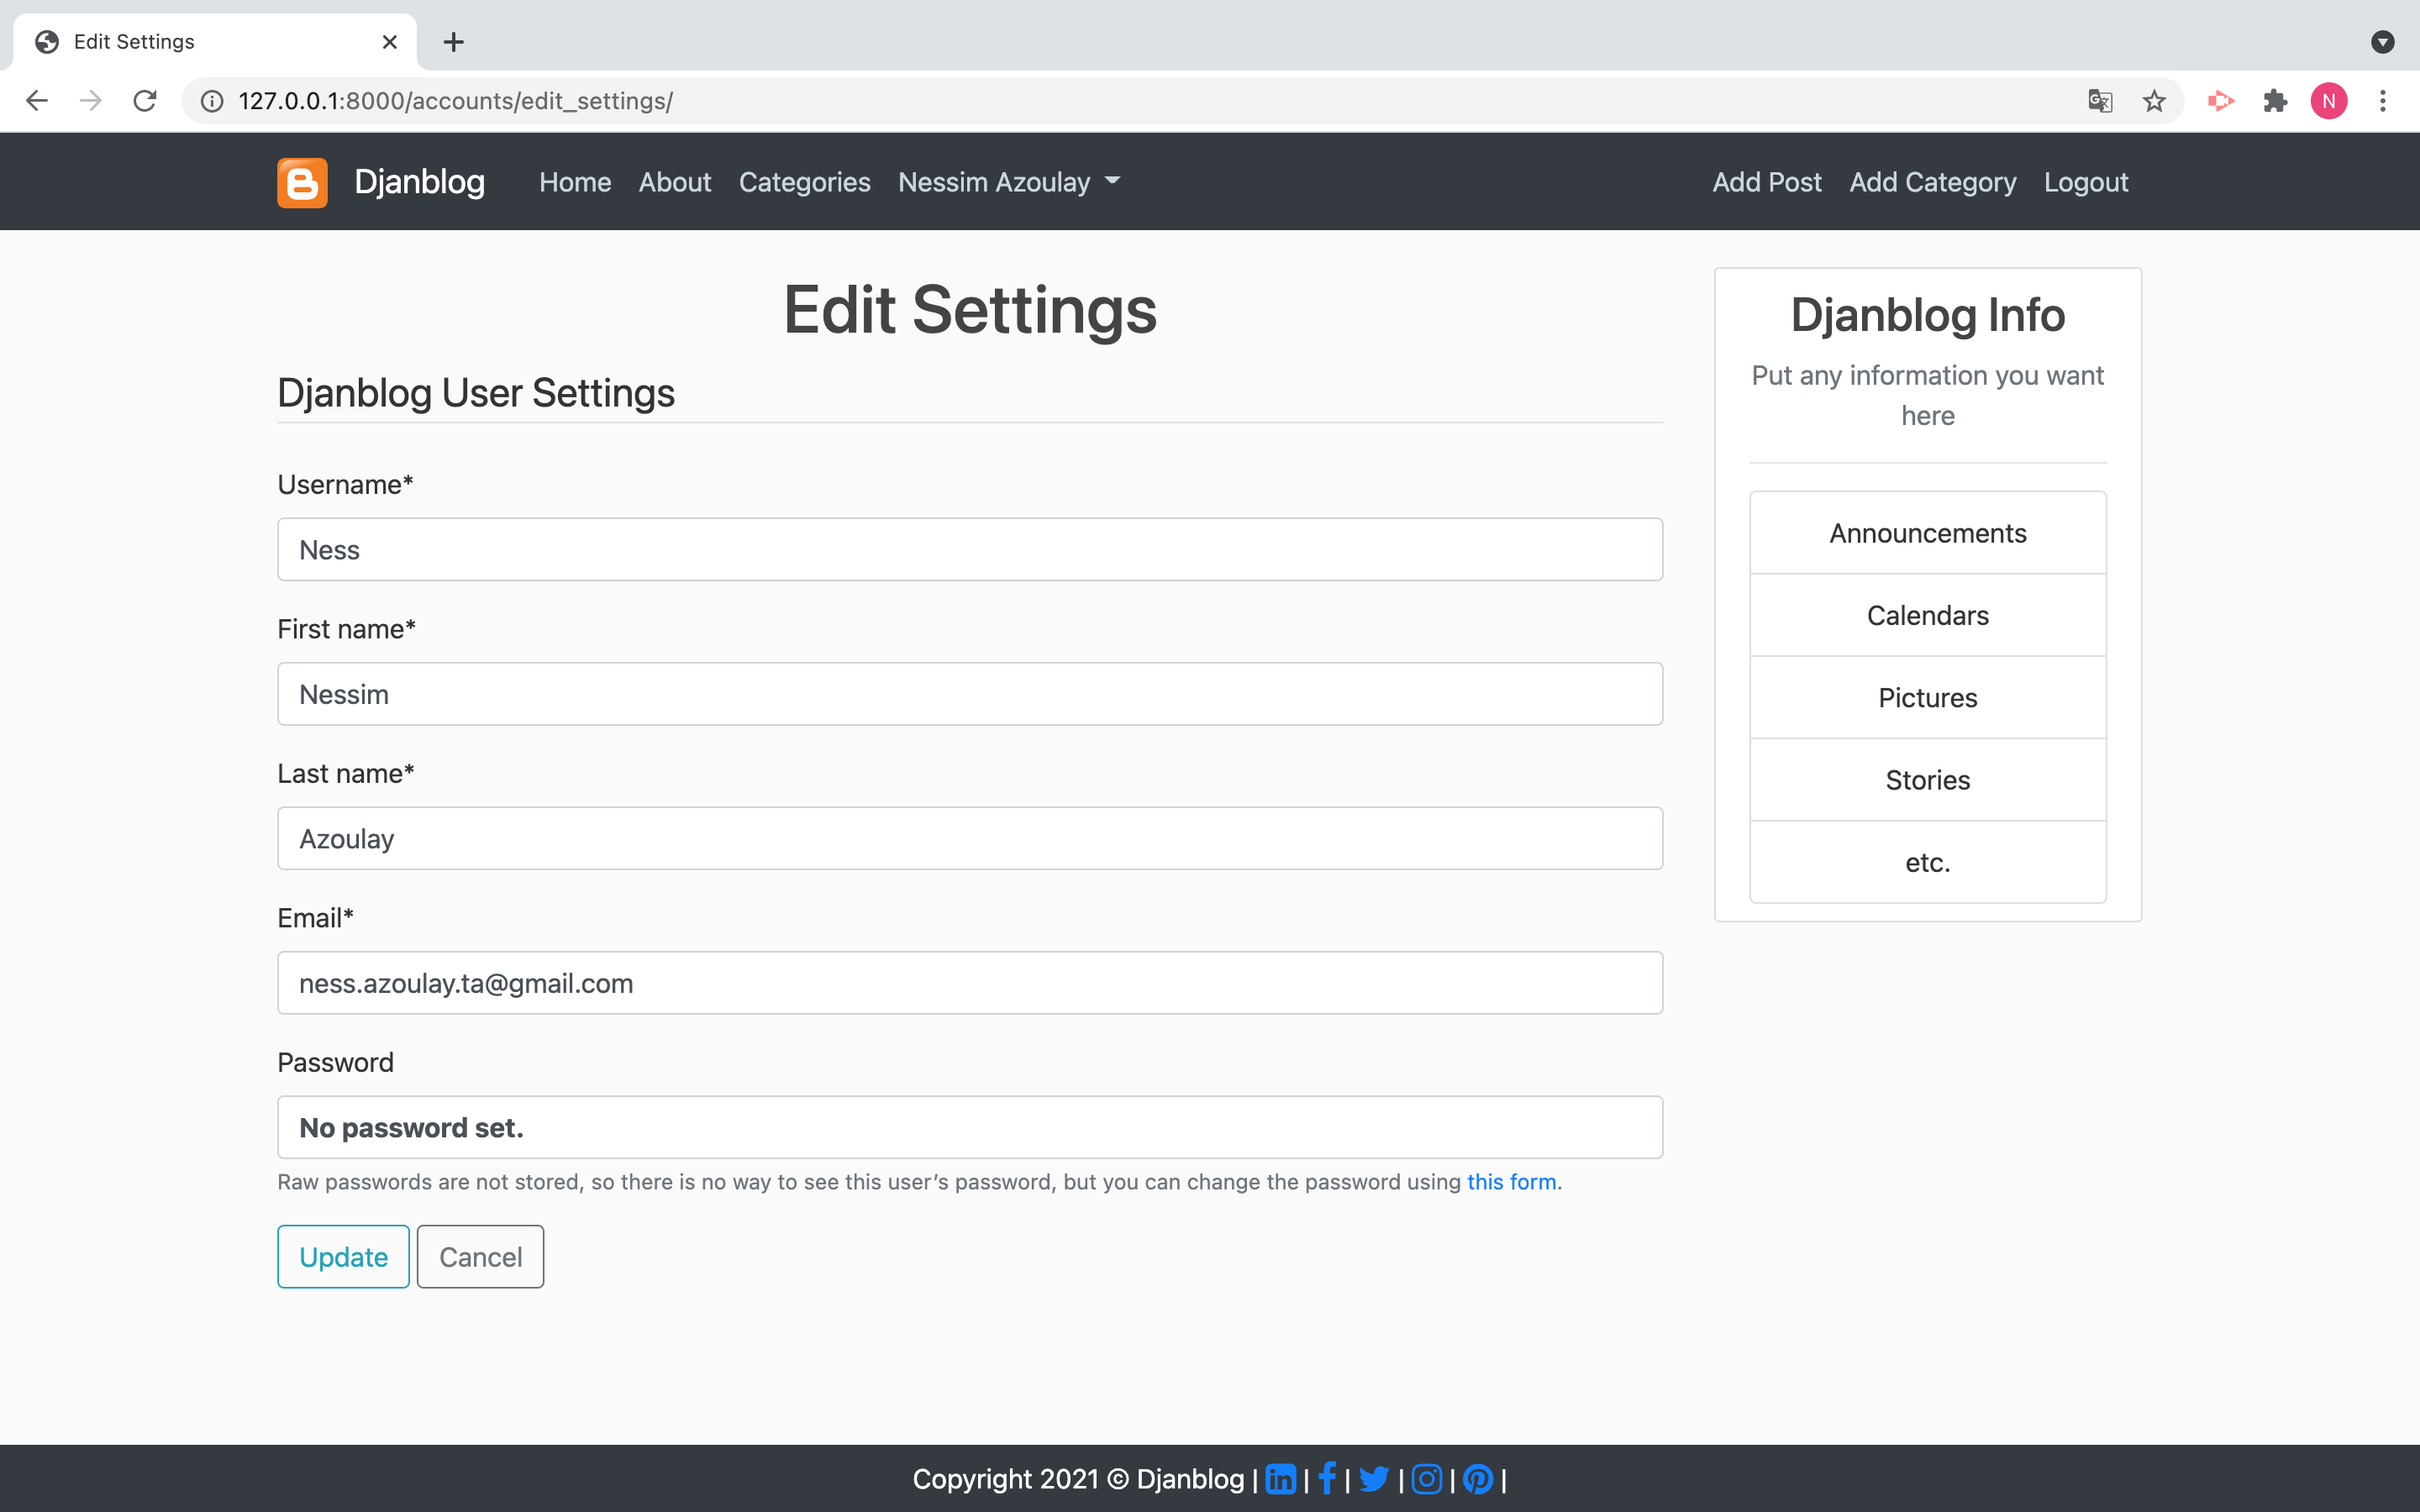 Edit Settings
127.0.0.1:8000/accounts/edit_settings/
N
Djanblog Home About Categories Nessim Azoulay Add Post Add Category Logout
Edit Settings
Djanblog User Settings
Username*
Ness
First name*
Nessim
Last name*
Azoulay
Email*
ness.azoulay.ta@gmail.com
Password
No password set.
Raw passwords are not stored, so there is no way to see this user’s password, but you can change the password using this form.
Update Cancel
Djanblog Info
Put any information you want
here
Announcements
Calendars
Pictures
Stories
etc.
Copyright 2021 © Djanblog | | | | | |